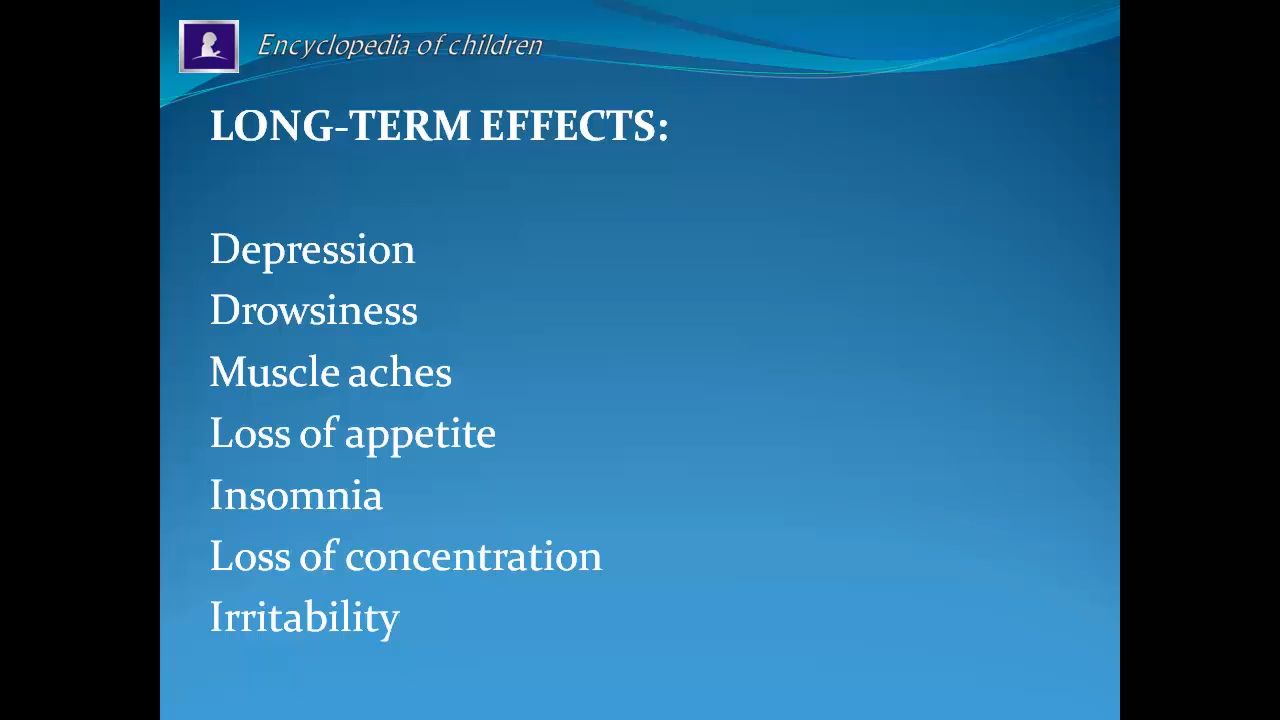 Encyclopedia of children
LONG-TERM EFFECTS:
Depression
Drowsiness
Muscle aches
Loss of appetite
Insomnia
Loss of concentration
Irritability